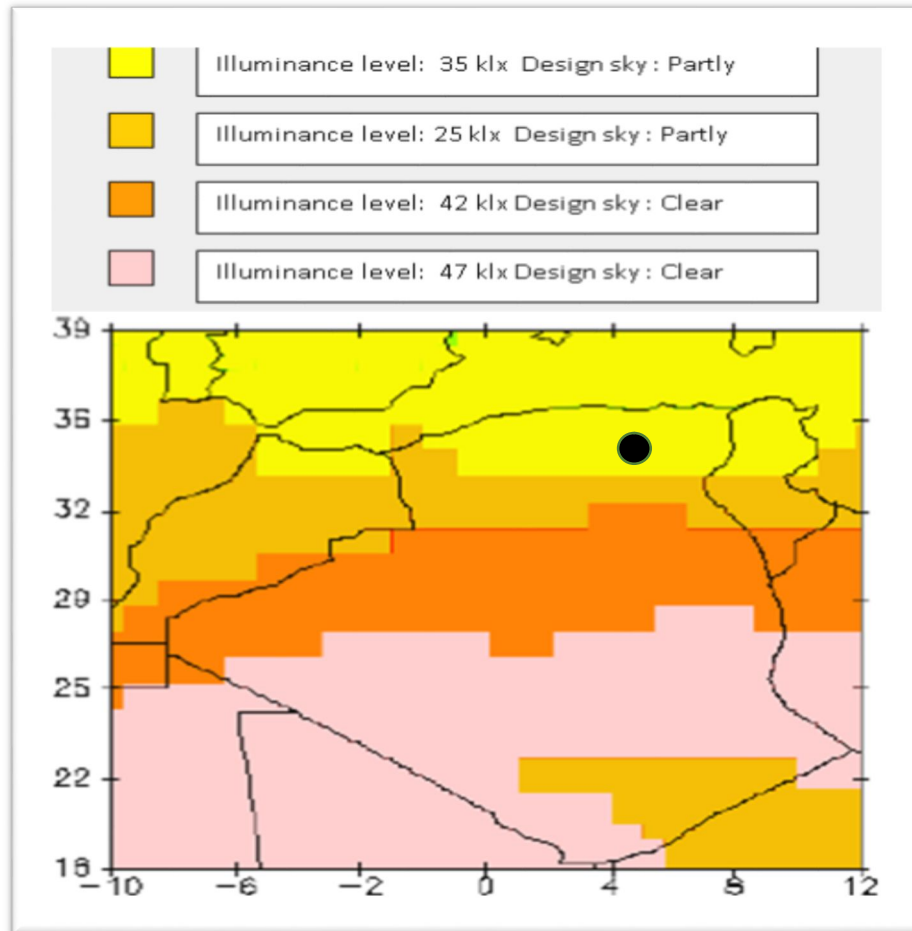 Illuminance level:  35 klx  Design sky : Partly
Illuminance level: 25 klx  Design sky : Partly
Illuminance level:  42 klx Design sky : Clear
Illuminance level:  47 klx Design sky : Clear
39
35
32
29
25
22
18
-10 -6 -2 0 4 8 12